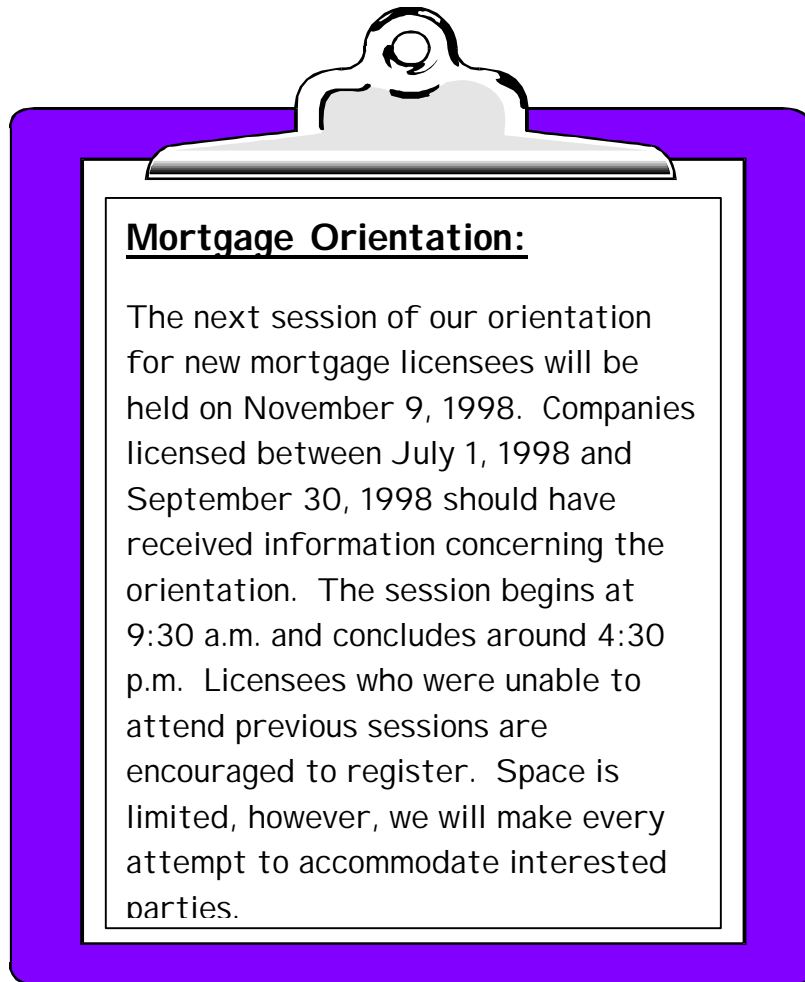 Mortgage Orientation:
The next session of our orientation
for new mortgage licensees will be
held on November 9, 1998.  Companies
licensed between July 1, 1998 and
September 30, 1998 should have
received information concerning the
orientation.  The session begins at
9:30 a.m. and concludes around 4:30
p.m.  Licensees who were unable to
attend previous sessions are
encouraged to register.  Space is
limited, however, we will make every
attempt to accommodate interested
parties.